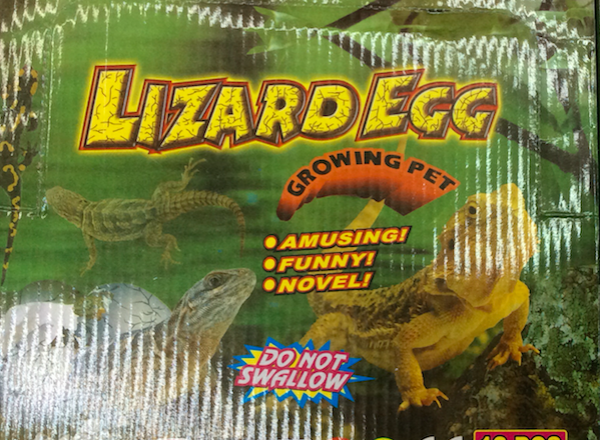 LIZARD EGG
GROWING PET
● AMUSING!
● FUNNY!
● NOVEL!
DO NOT
SWALLOW